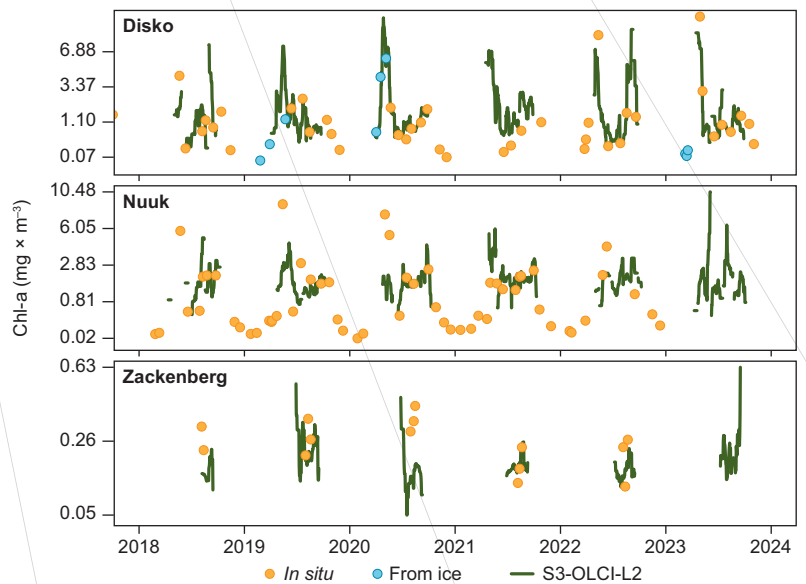 Disko
6.88
3.37
1.10
0.07
Nuuk
10.48
6.05
2.83
0.81
0.02
Chl-a (mg × m⁻³)
Zackenberg
0.63
0.26
0.05
2018 2019 2020 2021 2022 2023 2024
In situ From ice S3-OLCI-L2